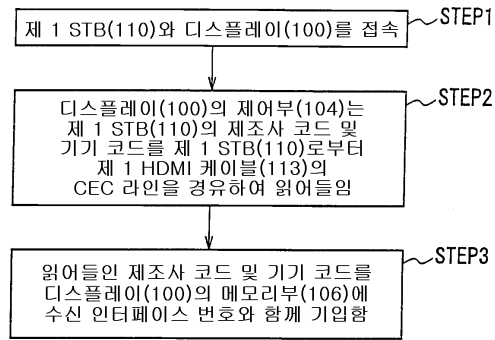 제 1 STB(110)와 디스플레이(100)를 접속
STEP1
디스플레이(100)의 제어부(104)는
제 1 STB(110)의 제조사 코드 및
기기 코드를 제 1 STB(110)로부터
제 1 HDMI 케이블(113)의
CEC 라인을 경유하여 읽어들임
STEP2
읽어들인 제조사 코드 및 기기 코드를
디스플레이(100)의 메모리부(106)에
수신 인터페이스 번호와 함께 기입함
STEP3